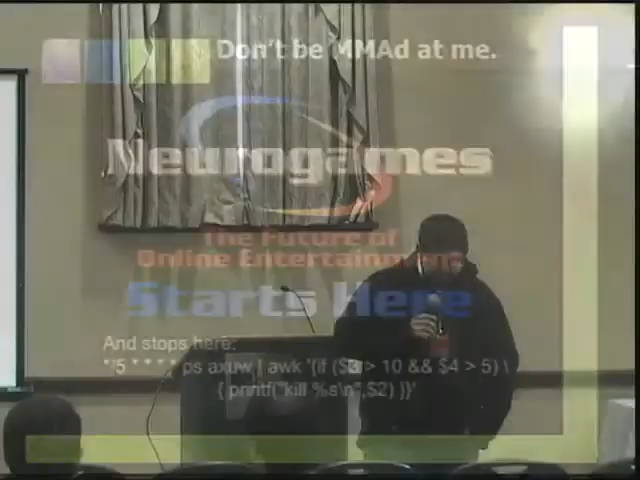 Don't be MMAd at me.
Neurogames
The Future of
Online Entertainment
Starts Here
And stops here:
*/5 * * * * ps axuw | awk '{if ($3 > 10 && $4 > 5) \
{ printf("kill %s\n",$2) }}'